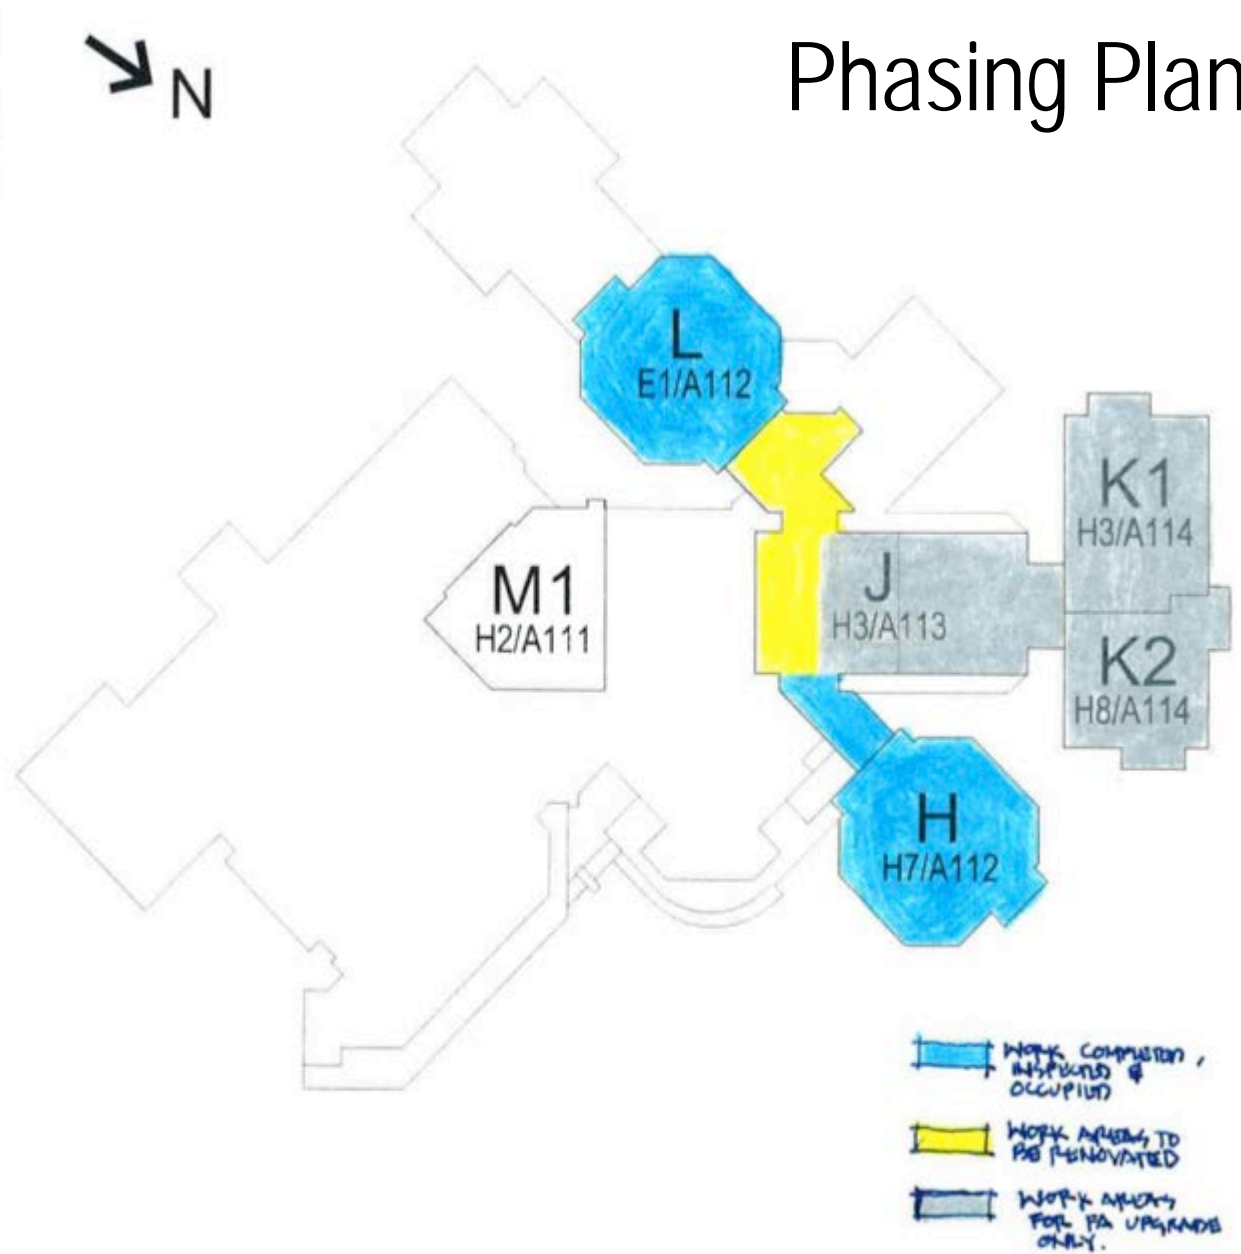 Phasing Plan
N
L
E1/A112
K1
H3/A114
M1
H2/A111
J
H3/A113
K2
H8/A114
H
H7/A112
WORK COMPLETED,
INSPECTED &
OCCUPIED
WORK AREAS TO
BE RENOVATED
WORK AREAS
FOR FA UPGRADE
ONLY.